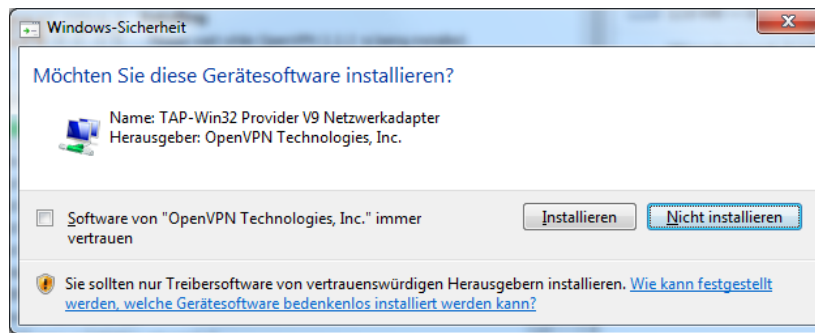 Windows-Sicherheit
Möchten Sie diese Gerätesoftware installieren?
Name: TAP-Win32 Provider V9 Netzwerkadapter
Herausgeber: OpenVPN Technologies, Inc.
Software von "OpenVPN Technologies, Inc." immer
vertrauen
Installieren
Nicht installieren
Sie sollten nur Treibersoftware von vertrauenswürdigen Herausgebern installieren. Wie kann festgestellt
werden, welche Gerätesoftware bedenkenlos installiert werden kann?